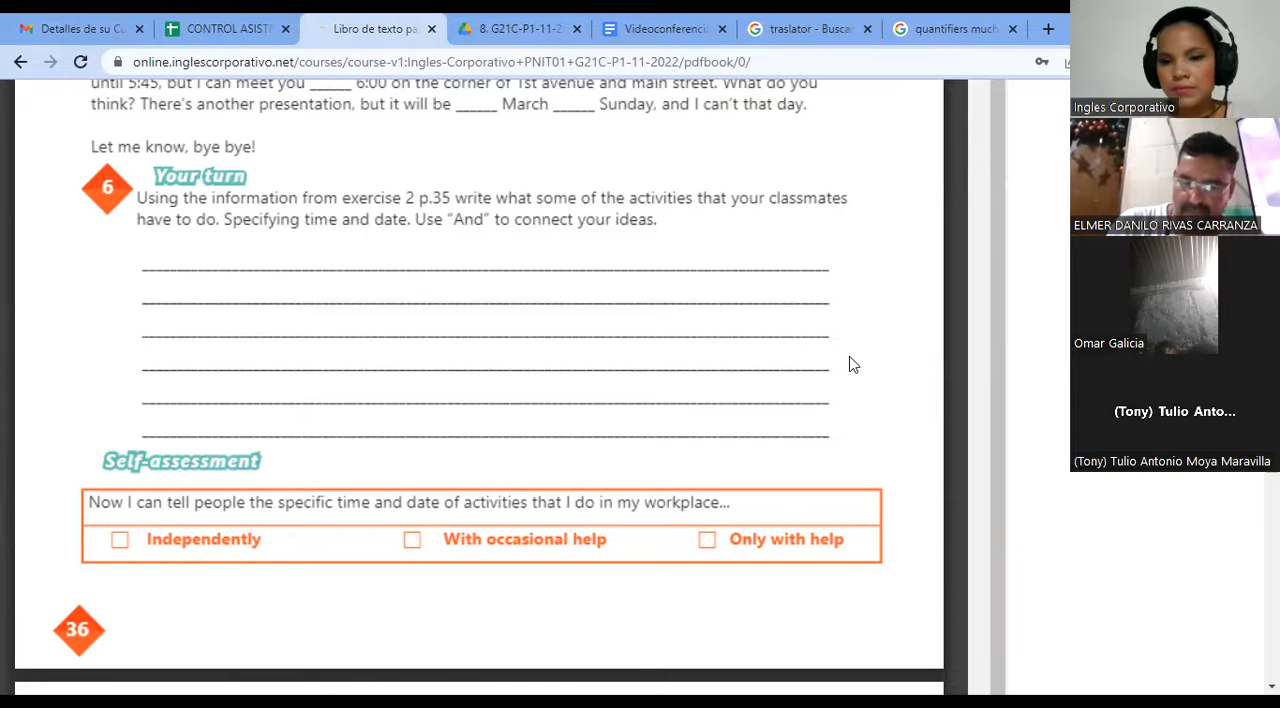 Detalles de su Cu
CONTROL ASIST
Libro de texto pa
8. G21C-P1-11-2
Videoconferenci
traslator - Busca
quantifiers much
online.inglescorporativo.net/courses/course-v1:Ingles-Corporativo+PNIT01+G21C-P1-11-2022/pdfbook/0/
until 5:45, but I can meet you ______ 6:00 on the corner of 1st avenue and main street. What do you
think? There's another presentation, but it will be ______ March ______ Sunday, and I can't that day.
Let me know, bye bye!
6
Your turn
Using the information from exercise 2 p.35 write what some of the activities that your classmates
have to do. Specifying time and date. Use "And" to connect your ideas.
Self-assessment
Now I can tell people the specific time and date of activities that I do in my workplace...
Independently
With occasional help
Only with help
36
Ingles Corporativo
ELMER DANILO RIVAS CARRANZA
Omar Galicia
(Tony) Tulio Anto...
(Tony) Tulio Antonio Moya Maravilla